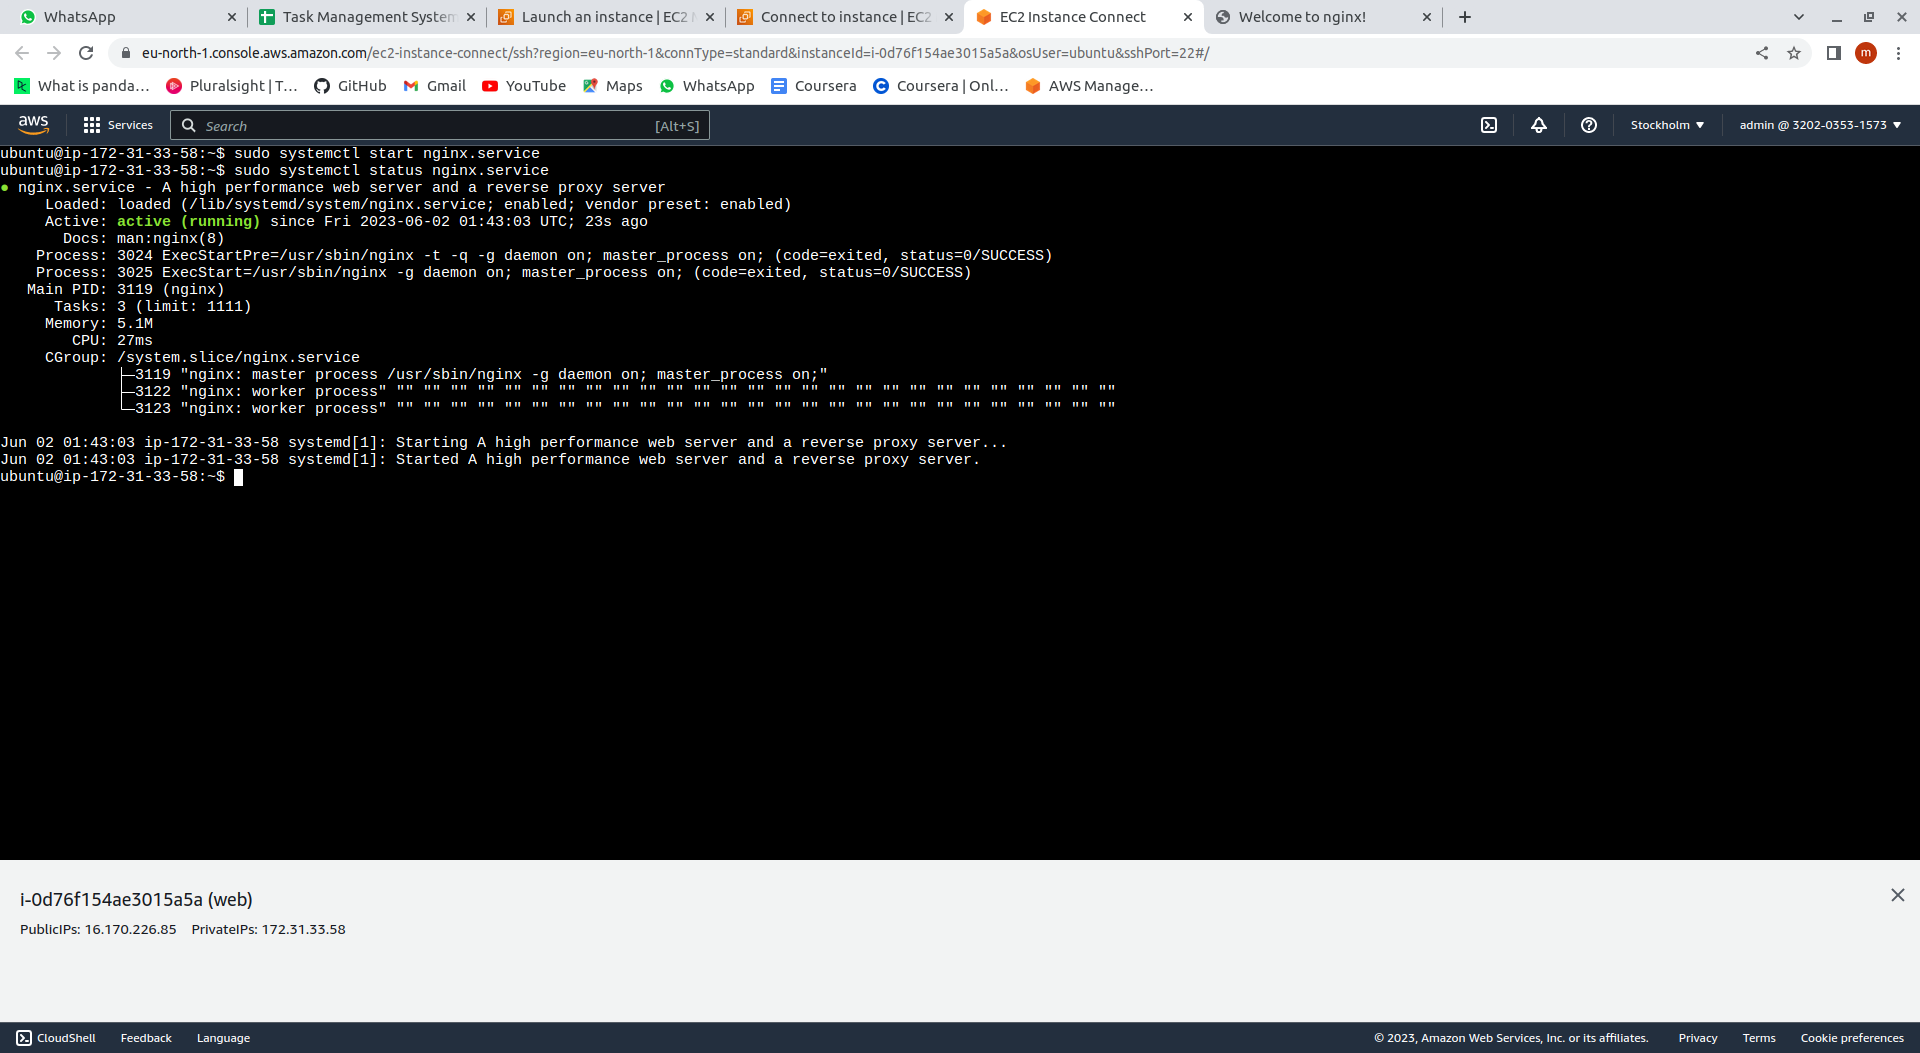 WhatsApp
Task Management System
Launch an instance | EC2 M
Connect to instance | EC2
EC2 Instance Connect
Welcome to nginx!
eu-north-1.console.aws.amazon.com/ec2-instance-connect/ssh?region=eu-north-1&connType=standard&instanceId=i-0d76f154ae3015a5a&osUser=ubuntu&sshPort=22#/
m
What is panda…
Pluralsight | T…
GitHub
Gmail
YouTube
Maps
WhatsApp
Coursera
Coursera | Onl…
AWS Manage…
aws
Services
Search
[Alt+S]
Stockholm
admin @ 3202-0353-1573
ubuntu@ip-172-31-33-58:~$ sudo systemctl start nginx.service
ubuntu@ip-172-31-33-58:~$ sudo systemctl status nginx.service
● nginx.service - A high performance web server and a reverse proxy server
Loaded: loaded (/lib/systemd/system/nginx.service; enabled; vendor preset: enabled)
Active: active (running) since Fri 2023-06-02 01:43:03 UTC; 23s ago
Docs: man:nginx(8)
Process: 3024 ExecStartPre=/usr/sbin/nginx -t -q -g daemon on; master_process on; (code=exited, status=0/SUCCESS)
Process: 3025 ExecStart=/usr/sbin/nginx -g daemon on; master_process on; (code=exited, status=0/SUCCESS)
Main PID: 3119 (nginx)
Tasks: 3 (limit: 1111)
Memory: 5.1M
CPU: 27ms
CGroup: /system.slice/nginx.service
├─3119 "nginx: master process /usr/sbin/nginx -g daemon on; master_process on;"
├─3122 "nginx: worker process" "" "" "" "" "" "" "" "" "" "" "" "" "" "" "" "" "" "" "" "" "" "" "" "" "" "" ""
└─3123 "nginx: worker process" "" "" "" "" "" "" "" "" "" "" "" "" "" "" "" "" "" "" "" "" "" "" "" "" "" "" ""
Jun 02 01:43:03 ip-172-31-33-58 systemd[1]: Starting A high performance web server and a reverse proxy server...
Jun 02 01:43:03 ip-172-31-33-58 systemd[1]: Started A high performance web server and a reverse proxy server.
ubuntu@ip-172-31-33-58:~$
i-0d76f154ae3015a5a (web)
PublicIPs: 16.170.226.85 PrivateIPs: 172.31.33.58
CloudShell
Feedback
Language
© 2023, Amazon Web Services, Inc. or its affiliates.
Privacy
Terms
Cookie preferences